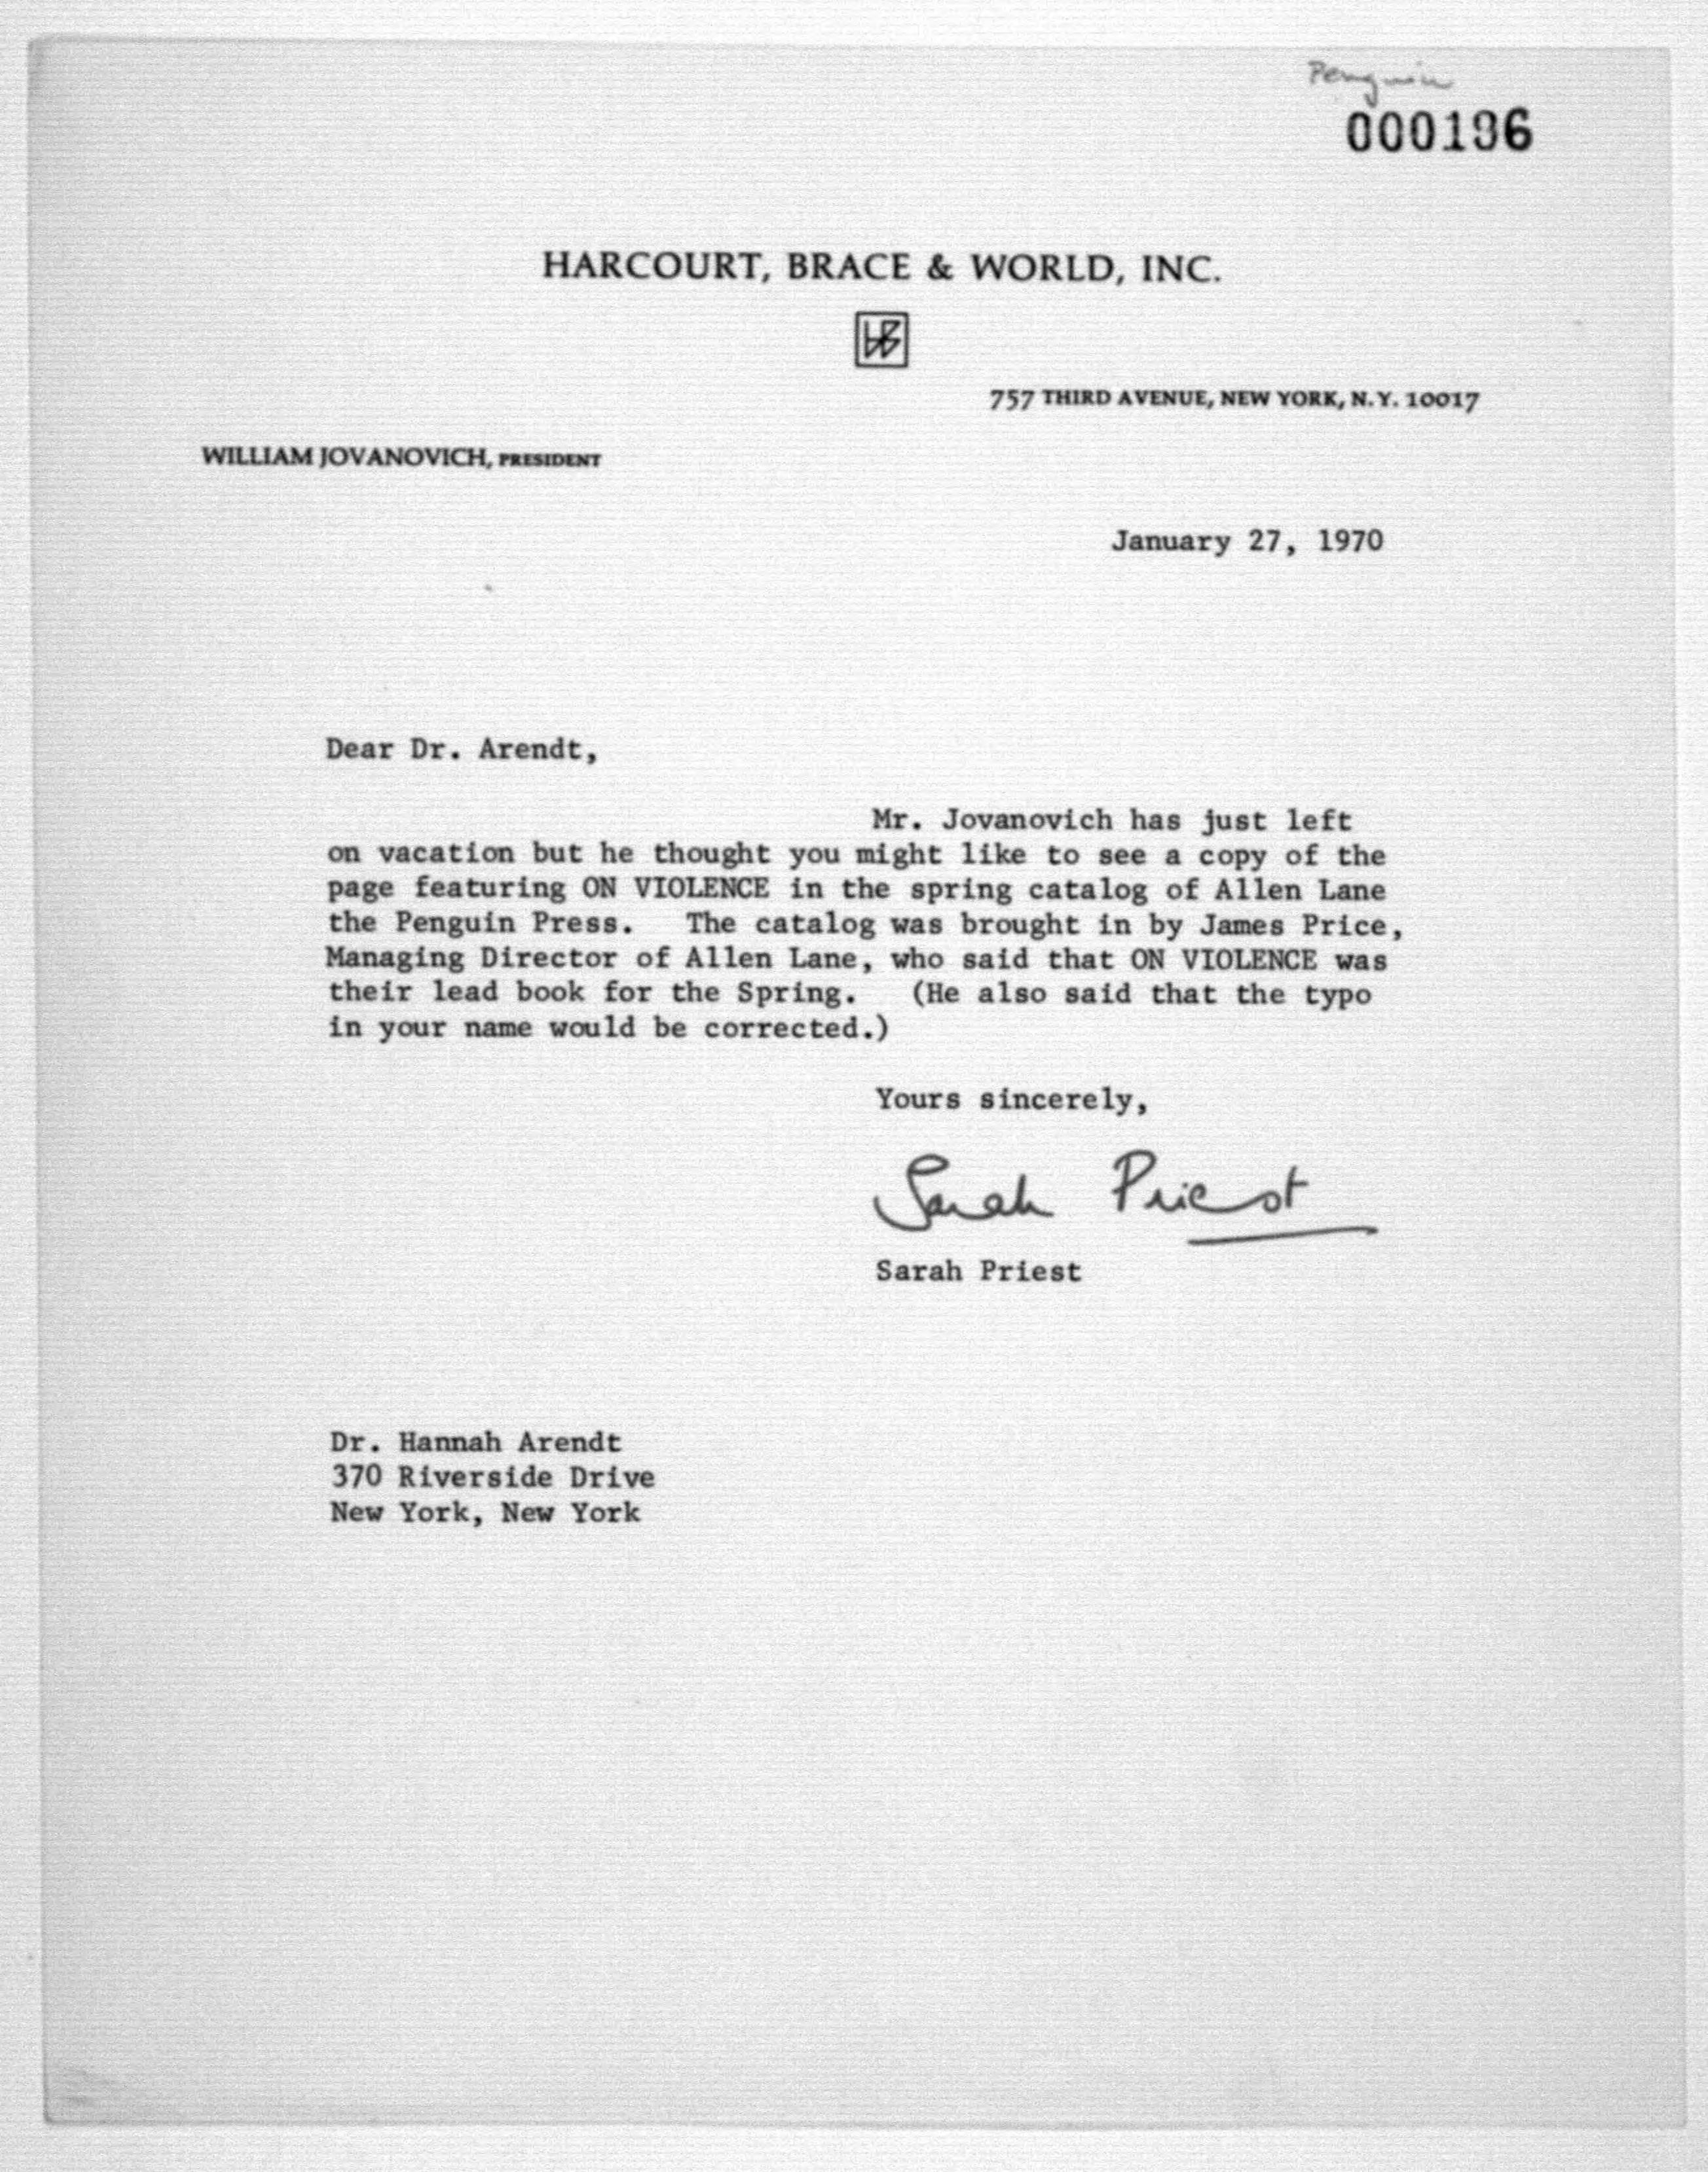 Penguin
000196
HARCOURT, BRACE & WORLD, INC.
HB
757 THIRD AVENUE, NEW YORK, N.Y. 10017
WILLIAM JOVANOVICH, PRESIDENT
January 27, 1970
Dear Dr. Arendt,
Mr. Jovanovich has just left
on vacation but he thought you might like to see a copy of the
page featuring ON VIOLENCE in the spring catalog of Allen Lane
the Penguin Press. The catalog was brought in by James Price,
Managing Director of Allen Lane, who said that ON VIOLENCE was
their lead book for the Spring. (He also said that the typo
in your name would be corrected.)
Yours sincerely,
Sarah Priest
Sarah Priest
Dr. Hannah Arendt
370 Riverside Drive
New York, New York